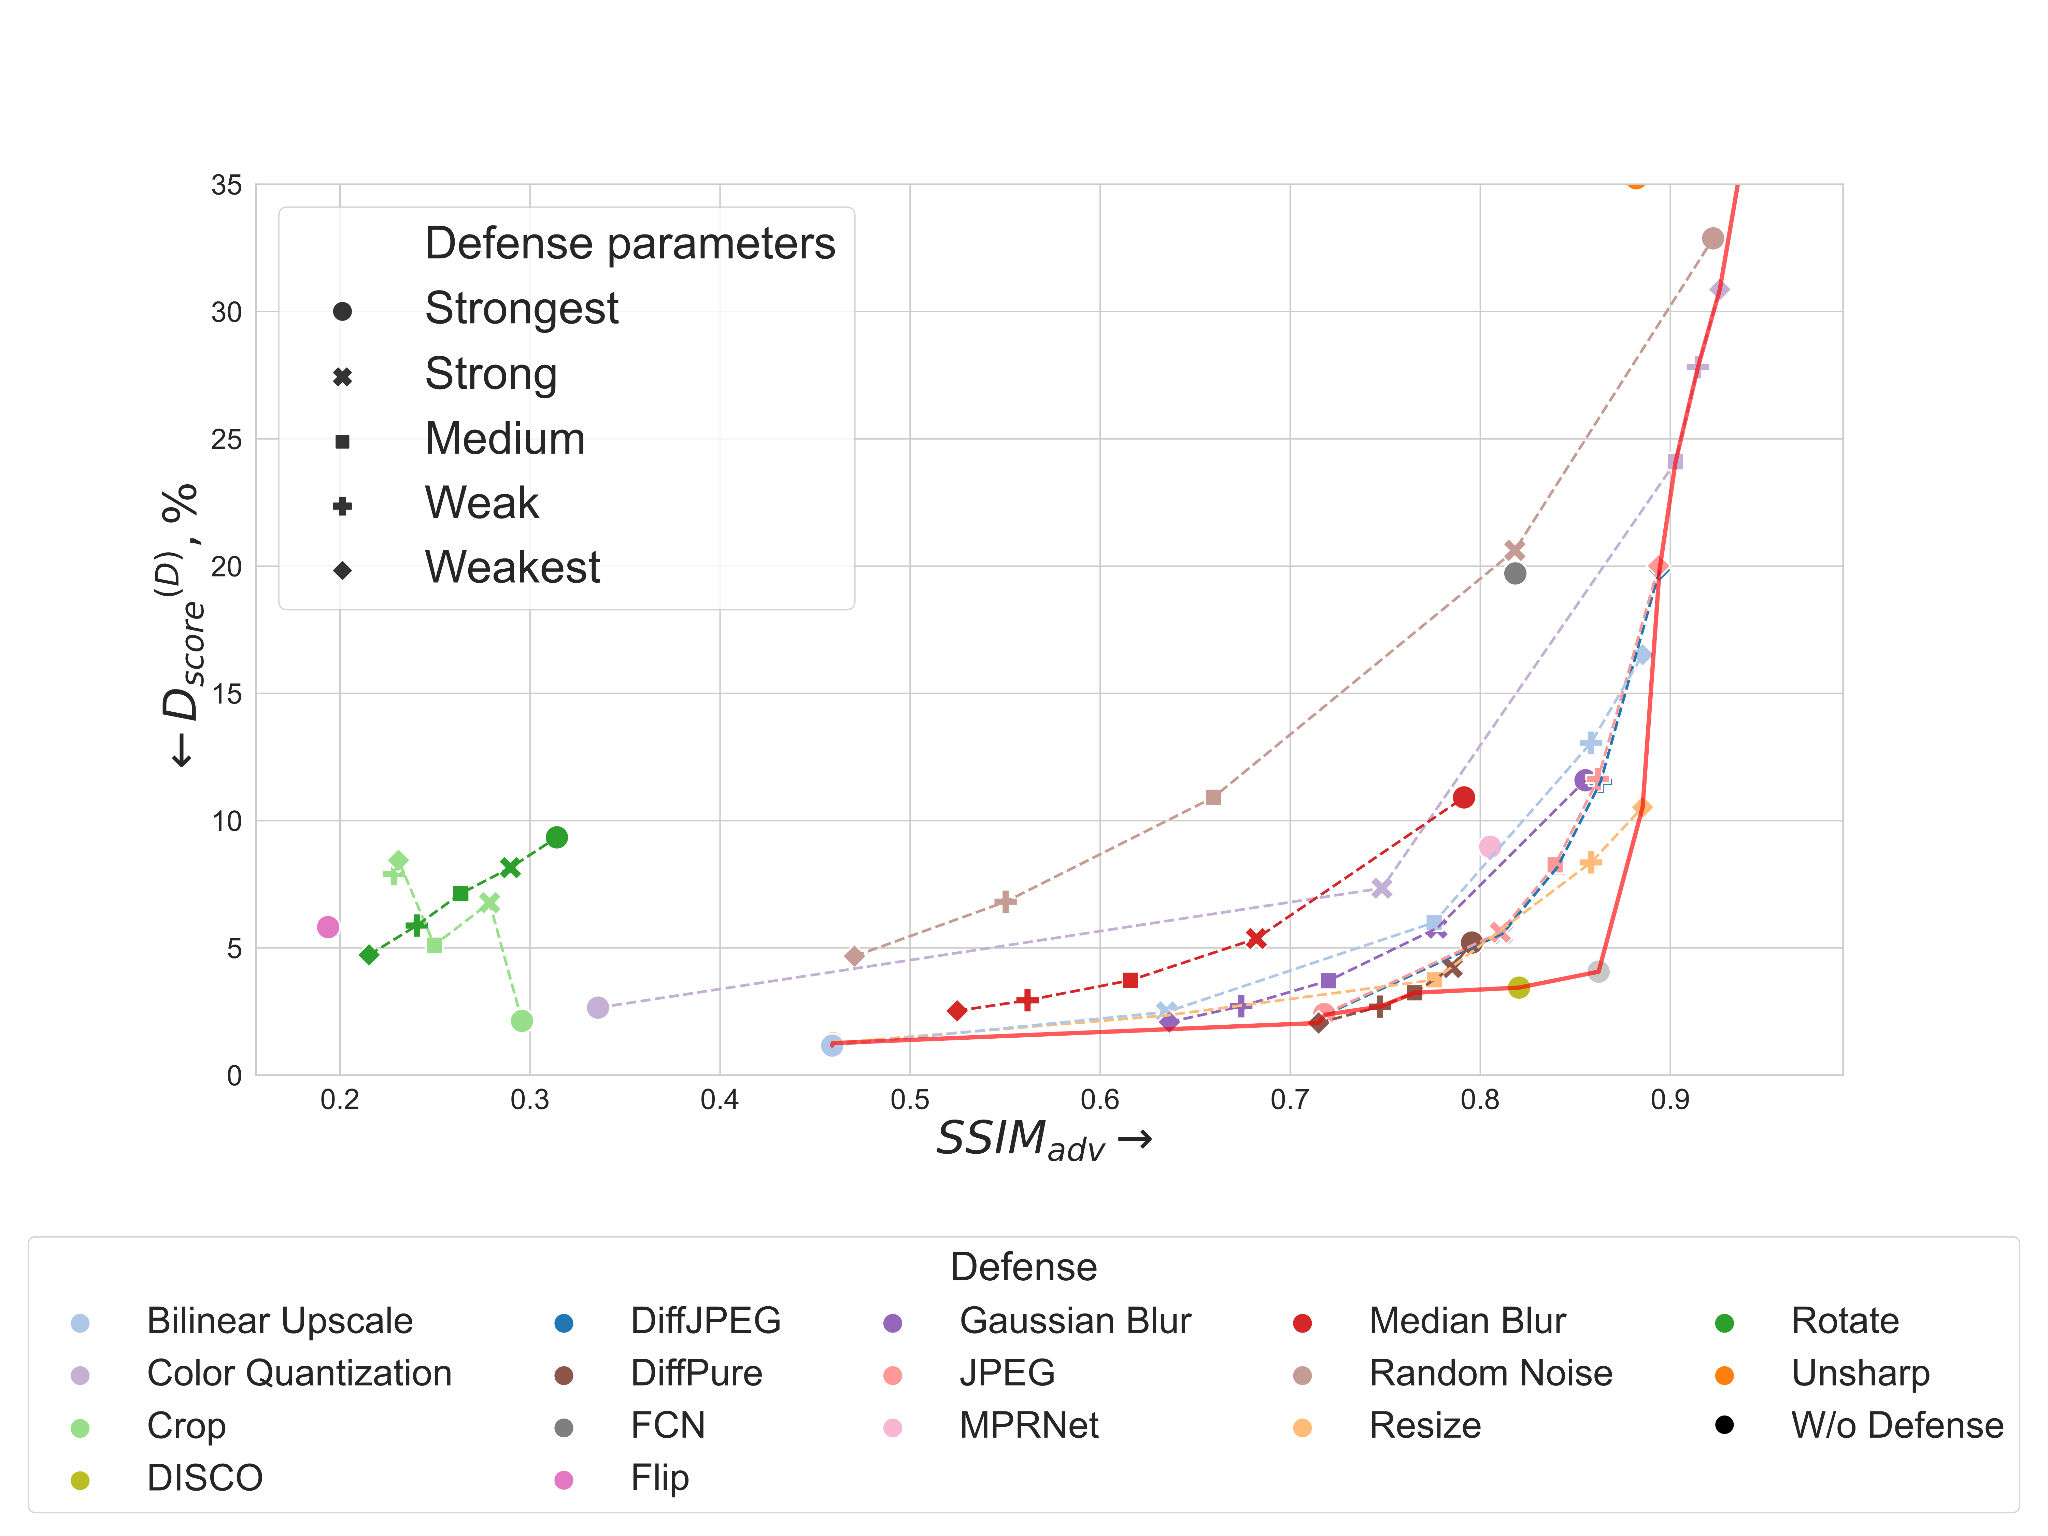 35
30
25
20
15
10
5
0
← D_score^(D), %
Defense parameters
Strongest
Strong
Medium
Weak
Weakest
0.2 0.3 0.4 0.5 0.6 0.7 0.8 0.9
SSIM_adv →
Defense
Bilinear Upscale DiffJPEG Gaussian Blur Median Blur Rotate
Color Quantization DiffPure JPEG Random Noise Unsharp
Crop FCN MPRNet Resize W/o Defense
DISCO Flip